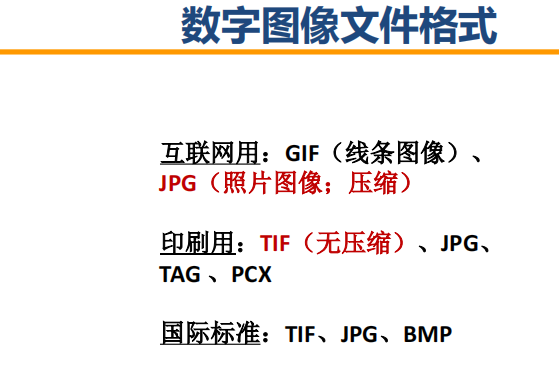 数字图像文件格式
互联网用：GIF（线条图像）、
JPG（照片图像；压缩）
印刷用：TIF（无压缩）、JPG、
TAG 、PCX
国际标准：TIF、JPG、BMP